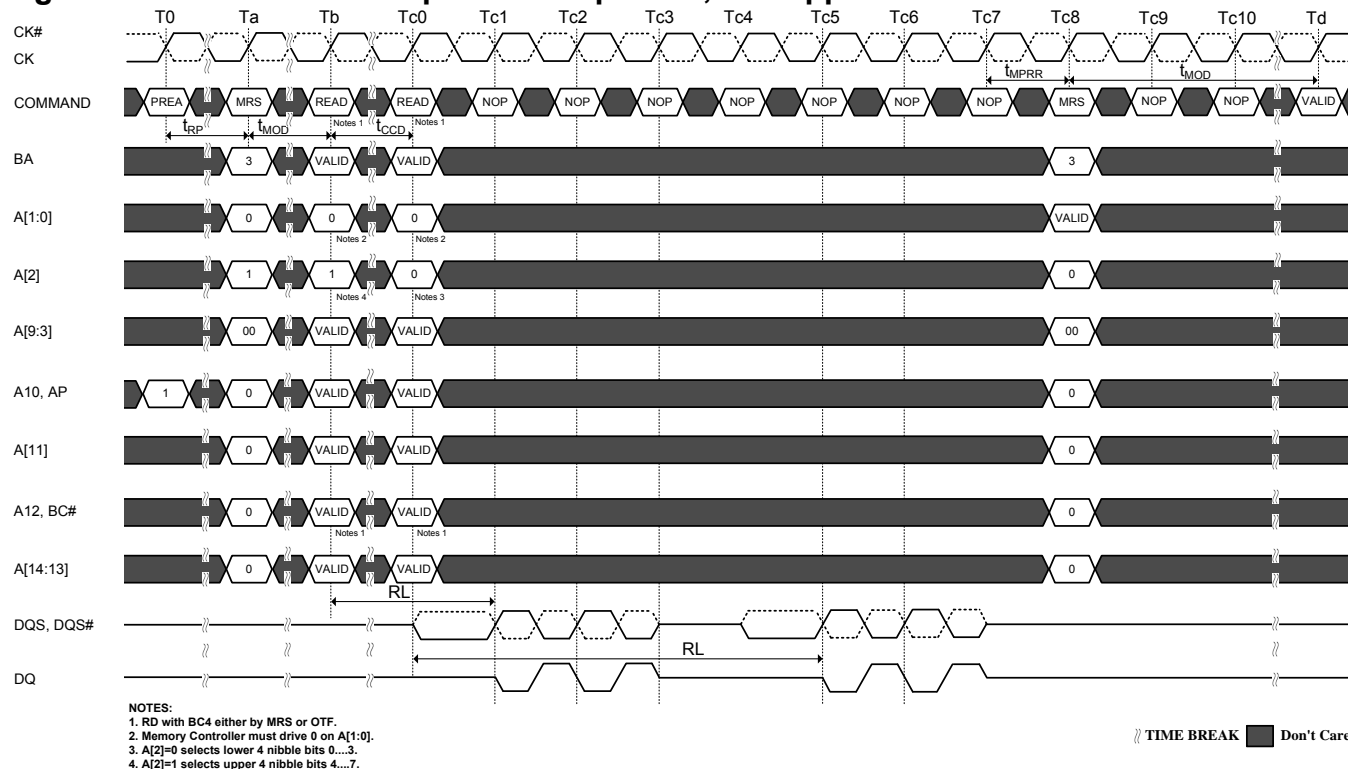 T0 Ta Tb Tc0 Tc1 Tc2 Tc3 Tc4 Tc5 Tc6 Tc7 Tc8 Tc9 Tc10 Td
CK#
CK
tMPRR tMOD
COMMAND PREA MRS READ READ NOP NOP NOP NOP NOP NOP NOP MRS NOP NOP VALID
Notes 1 Notes 1
tRP tMOD tCCD
BA 3 VALID VALID 3
A[1:0] 0 0 0 VALID
Notes 2 Notes 2
A[2] 1 1 0 0
Notes 4 Notes 3
A[9:3] 00 VALID VALID 00
A10, AP 1 0 VALID VALID 0
A[11] 0 VALID VALID 0
A12, BC# 0 VALID VALID 0
Notes 1 Notes 1
A[14:13] 0 VALID VALID 0
RL
DQS, DQS#
RL
DQ
NOTES:
1. RD with BC4 either by MRS or OTF.
2. Memory Controller must drive 0 on A[1:0].
3. A[2]=0 selects lower 4 nibble bits 0....3.
4. A[2]=1 selects upper 4 nibble bits 4....7.
TIME BREAK Don't Care